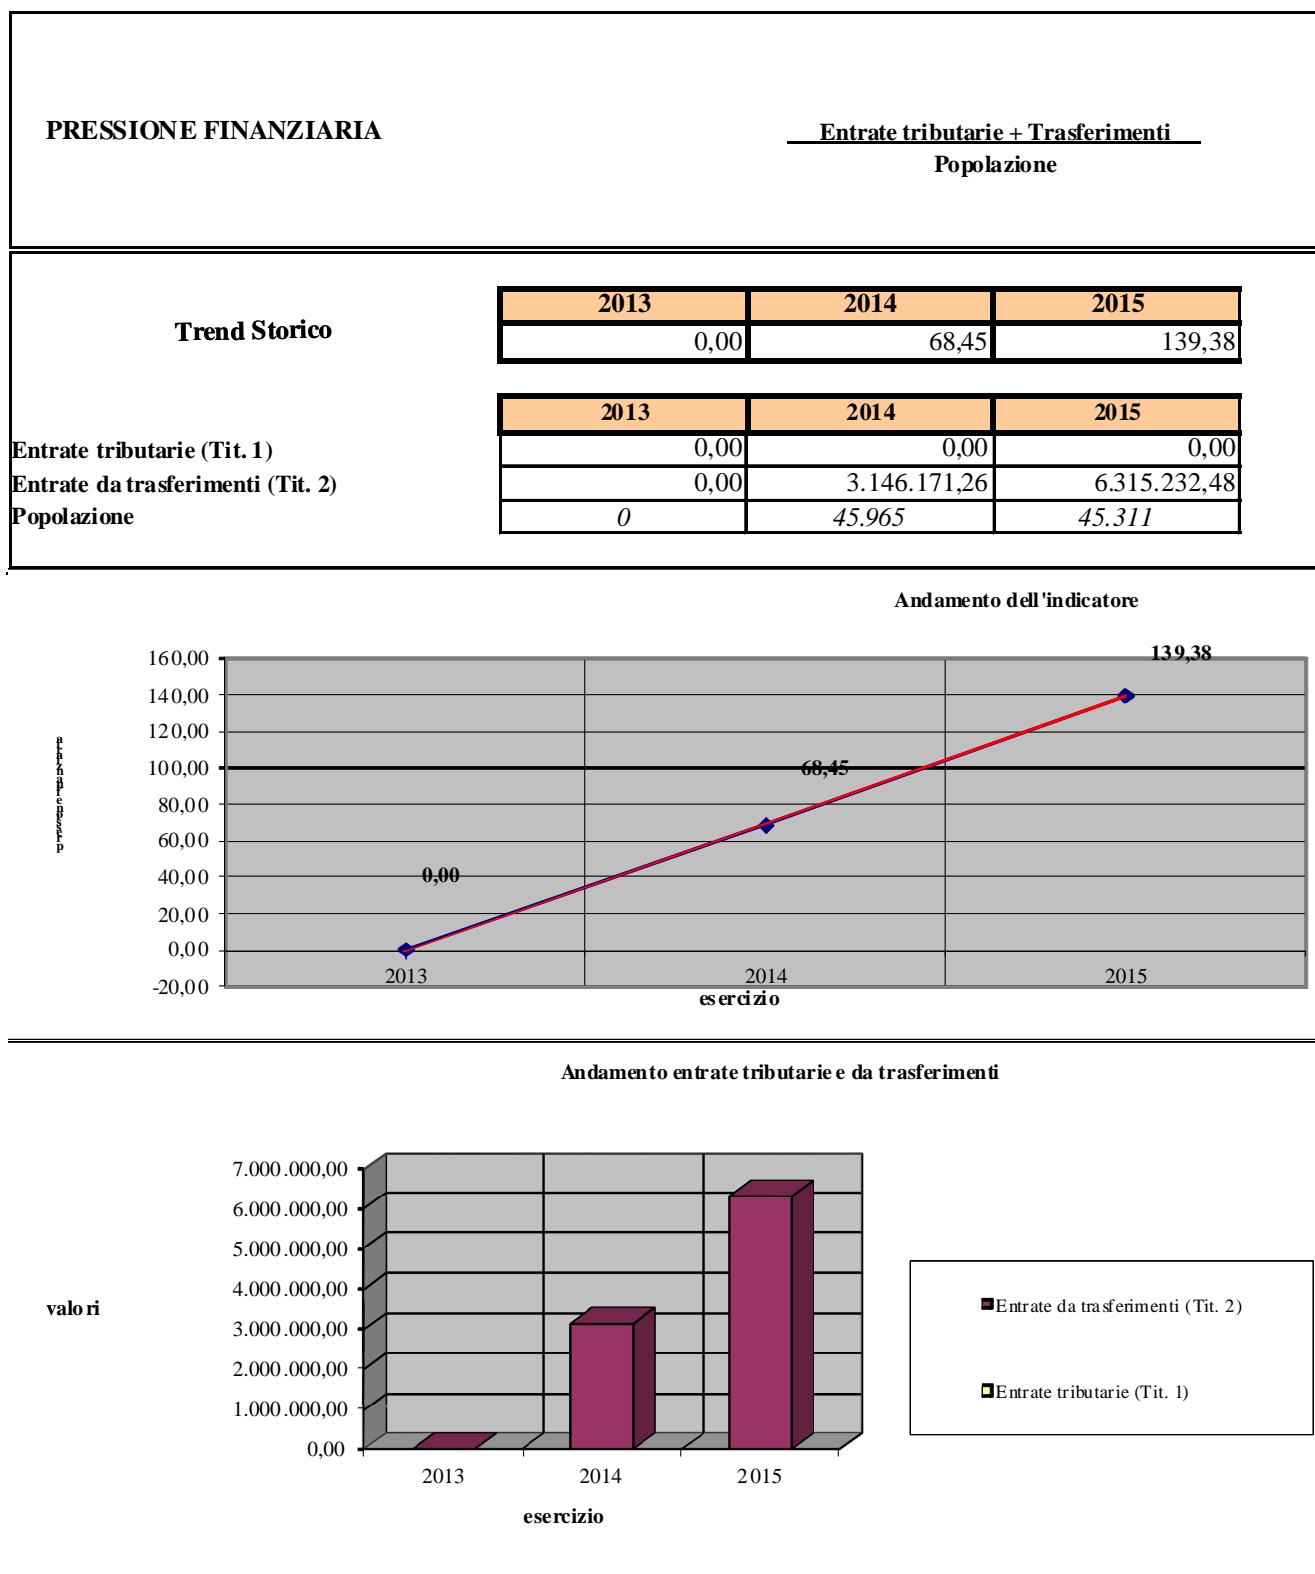 PRESSIONE FINANZIARIA
Entrate tributarie + Trasferimenti
Popolazione
Trend Storico
2013 2014 2015
0,00 68,45 139,38
2013 2014 2015
Entrate tributarie (Tit. 1) 0,00 0,00 0,00
Entrate da trasferimenti (Tit. 2) 0,00 3.146.171,26 6.315.232,48
Popolazione 0 45.965 45.311
Andamento dell'indicatore
160,00
140,00
120,00
100,00
80,00
60,00
40,00
20,00
0,00
-20,00
pressione finanziaria
0,00
68,45
139,38
2013 2014 2015
esercizio
Andamento entrate tributarie e da trasferimenti
7.000.000,00
6.000.000,00
5.000.000,00
4.000.000,00
3.000.000,00
2.000.000,00
1.000.000,00
0,00
valori
2013 2014 2015
esercizio
Entrate da trasferimenti (Tit. 2)
Entrate tributarie (Tit. 1)